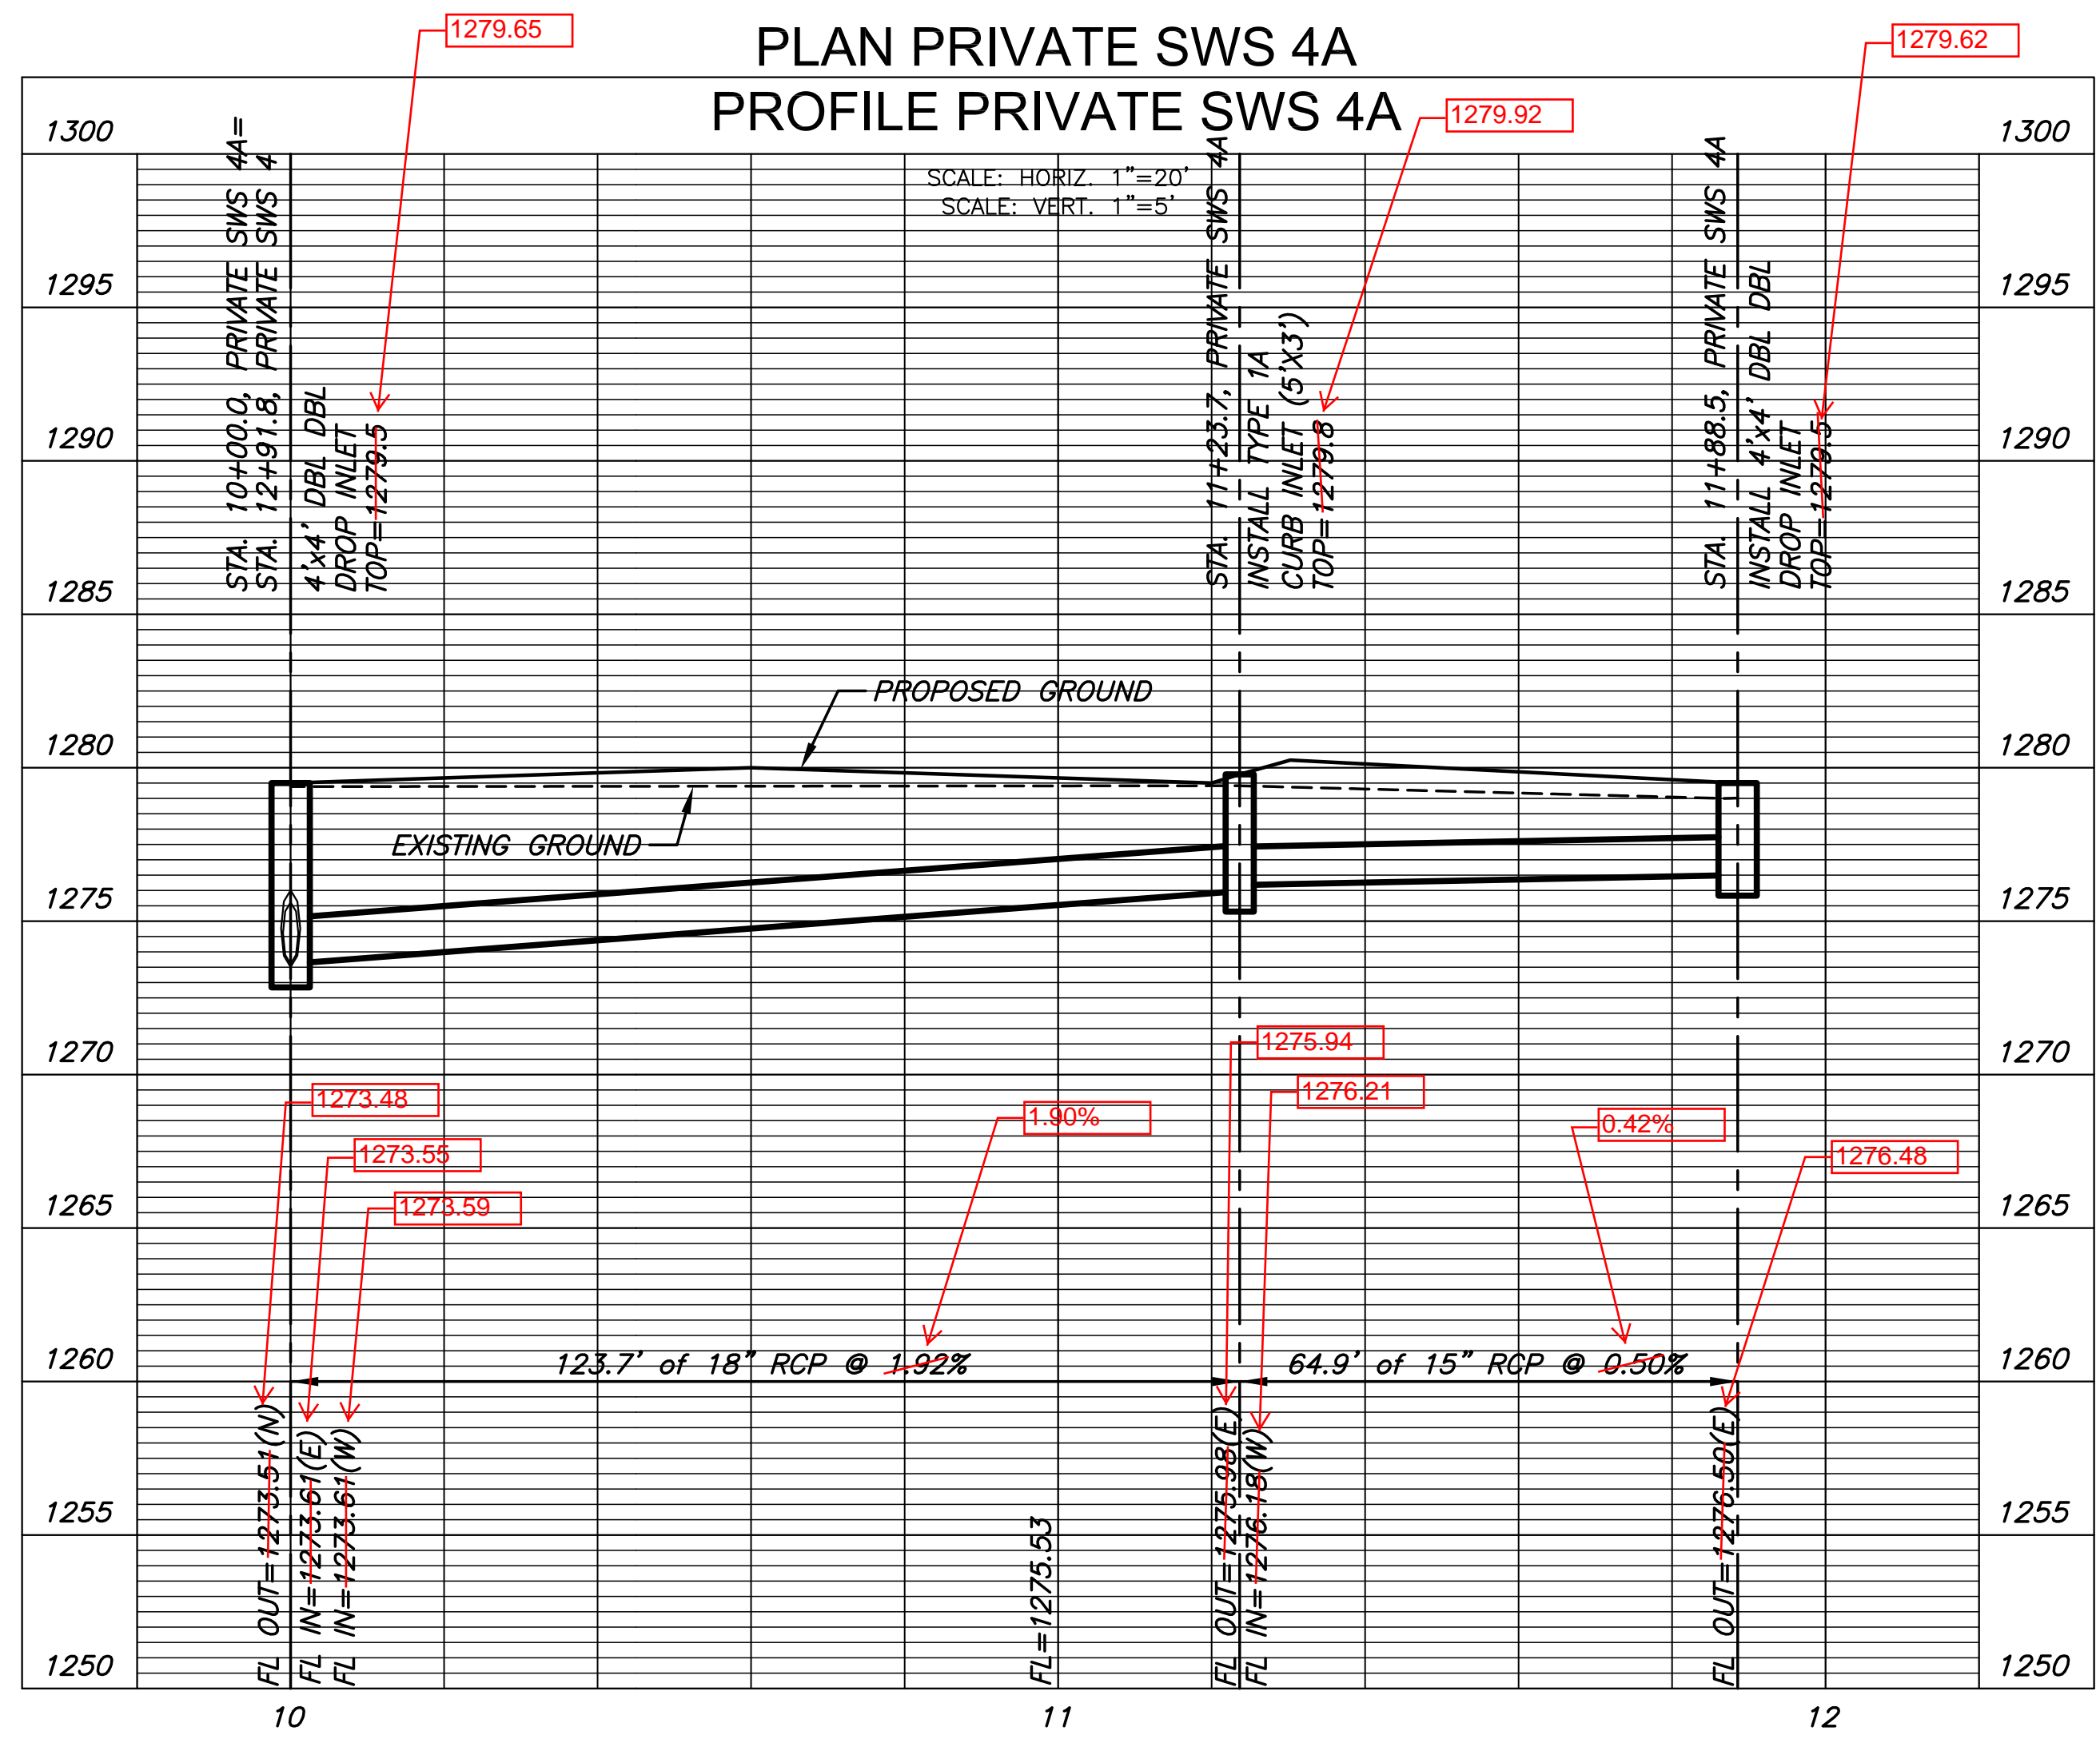 1279.65
PLAN PRIVATE SWS 4A
1279.62
PROFILE PRIVATE SWS 4A
1279.92
1300
1300
SCALE: HORIZ. 1"=20'
SCALE: VERT. 1"=5'
STA. 10+00.0, PRIVATE SWS 4A=
STA. 12+91.8, PRIVATE SWS 4
4'x4' DBL DBL
DROP INLET
TOP=1279.5
STA. 11+23.7, PRIVATE SWS 4A
INSTALL TYPE 1A
CURB INLET (5'X3')
TOP=1279.8
STA. 11+88.5, PRIVATE SWS 4A
INSTALL 4'x4' DBL DBL
DROP INLET
TOP=1279.5
1295
1295
1290
1290
1285
1285
PROPOSED GROUND
1280
1280
EXISTING GROUND
1275
1275
1270
1270
1275.94
1276.21
1273.48
1.90%
0.42%
1273.55
1276.48
1273.59
1265
1265
1260
1260
123.7' of 18" RCP @ 1.92%
64.9' of 15" RCP @ 0.50%
FL OUT=1273.51(N)
FL IN=1273.61(E)
FL IN=1273.61(W)
FL=1275.53
FL OUT=1275.98(E)
FL IN=1276.18(W)
FL OUT=1276.50(E)
1255
1255
1250
1250
10
11
12